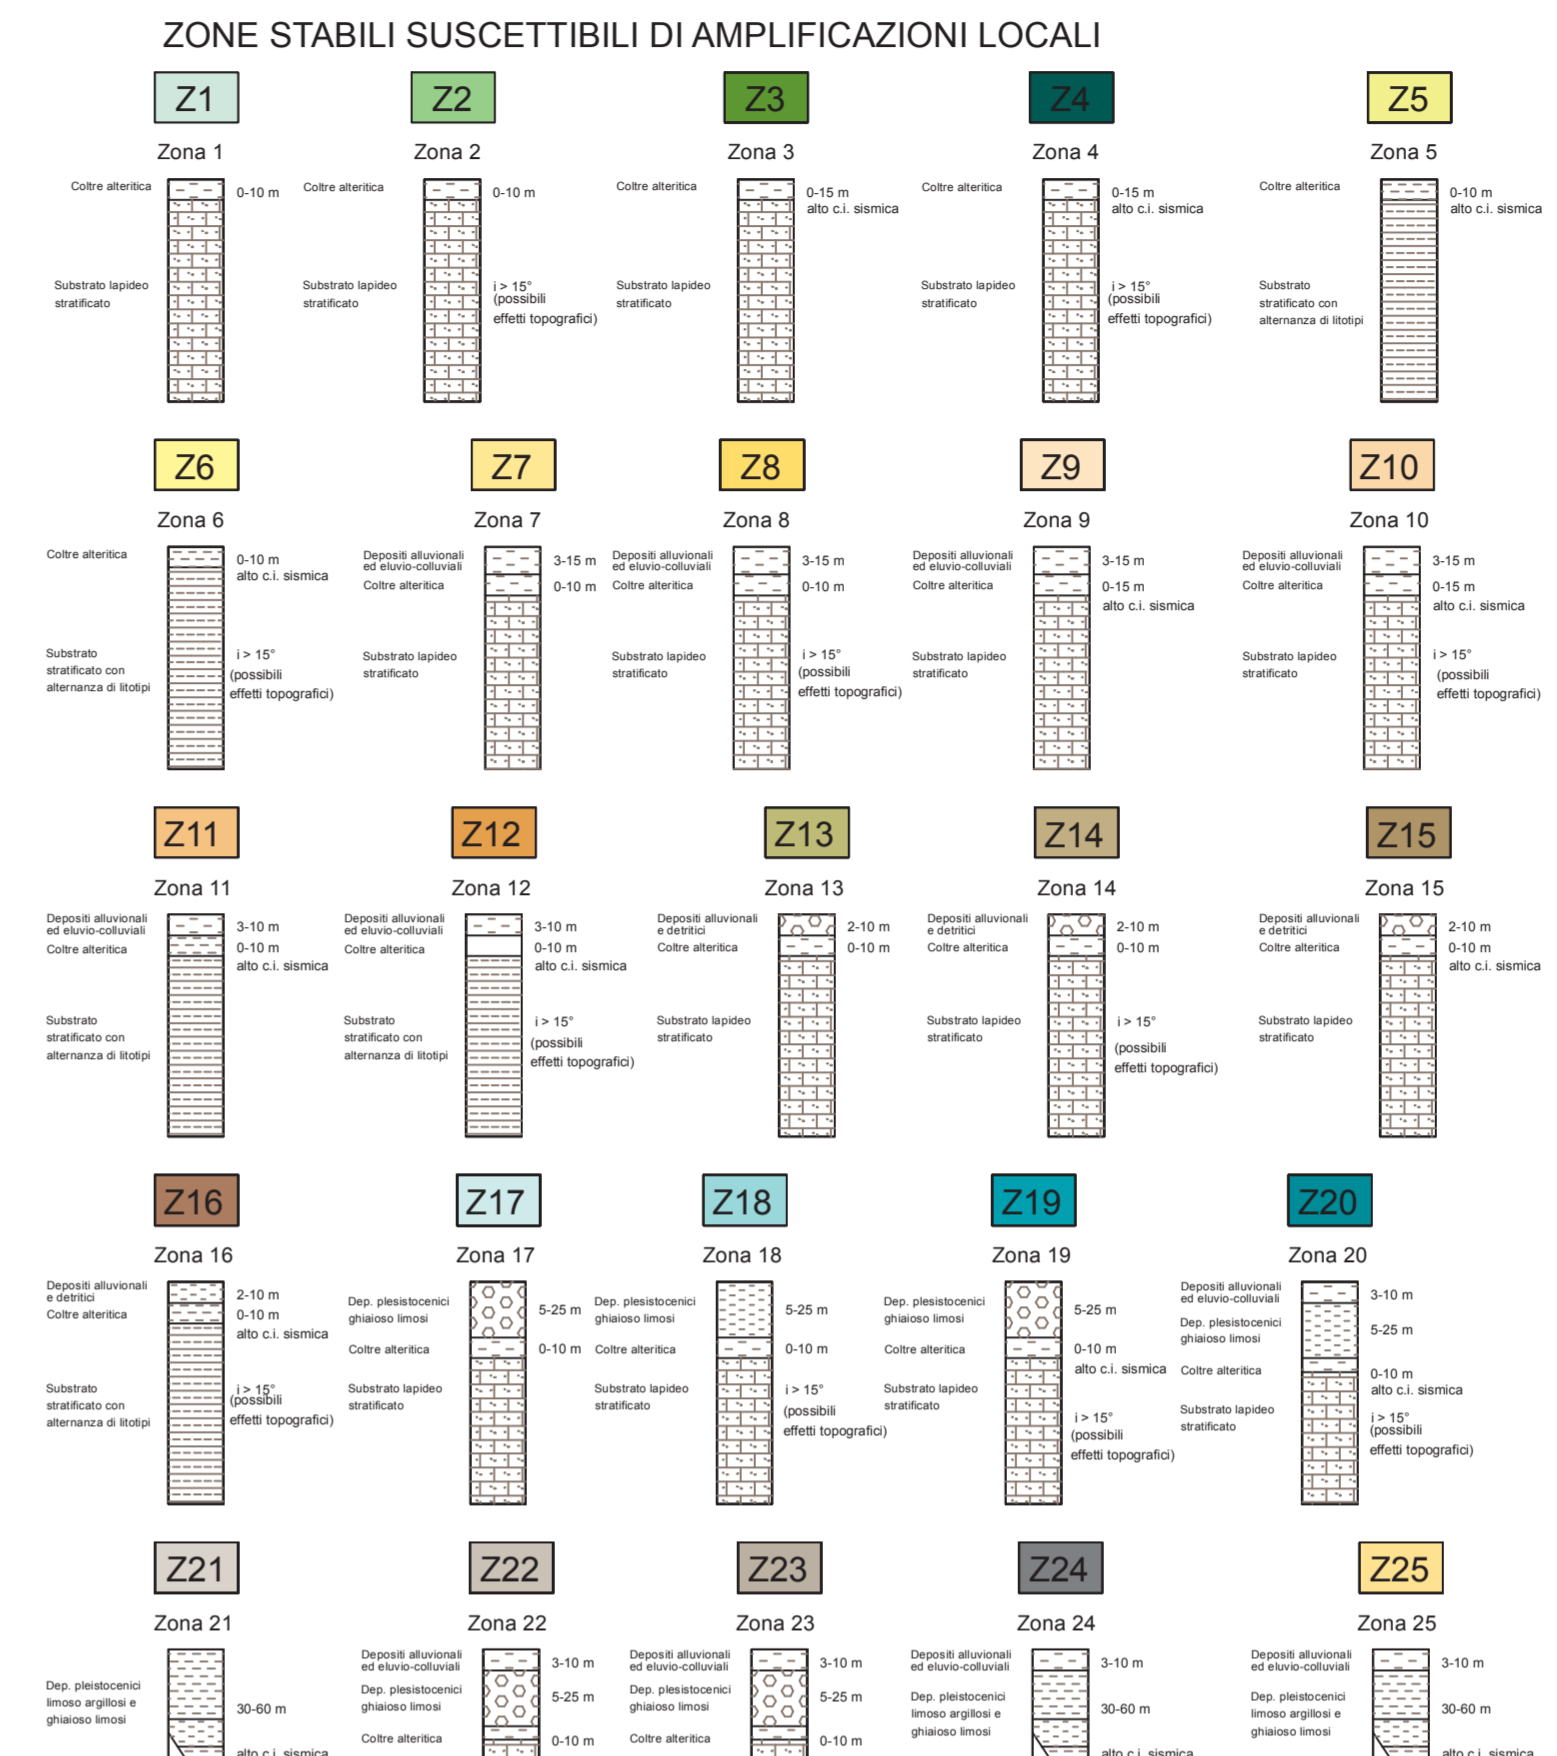 ZONE STABILI SUSCETTIBILI DI AMPLIFICAZIONI LOCALI
Z1
Zona 1
Coltre alteritica
0-10 m
Substrato lapideo
stratificato
Z2
Zona 2
Coltre alteritica
0-10 m
Substrato lapideo
stratificato
i > 15°
(possibili
effetti topografici)
Z3
Zona 3
Coltre alteritica
0-15 m
alto c.i. sismica
Substrato lapideo
stratificato
Z4
Zona 4
Coltre alteritica
0-15 m
alto c.i. sismica
Substrato lapideo
stratificato
i > 15°
(possibili
effetti topografici)
Z5
Zona 5
Coltre alteritica
0-10 m
alto c.i. sismica
Substrato
stratificato con
alternanza di litotipi
Z6
Zona 6
Coltre alteritica
0-10 m
alto c.i. sismica
Substrato
stratificato con
alternanza di litotipi
i > 15°
(possibili
effetti topografici)
Z7
Zona 7
Depositi alluvionali
ed eluvio-colluviali
3-15 m
Coltre alteritica
0-10 m
Substrato lapideo
stratificato
Z8
Zona 8
Depositi alluvionali
ed eluvio-colluviali
3-15 m
Coltre alteritica
0-10 m
Substrato lapideo
stratificato
i > 15°
(possibili
effetti topografici)
Z9
Zona 9
Depositi alluvionali
ed eluvio-colluviali
3-15 m
Coltre alteritica
0-15 m
alto c.i. sismica
Substrato lapideo
stratificato
Z10
Zona 10
Depositi alluvionali
ed eluvio-colluviali
3-15 m
Coltre alteritica
0-15 m
alto c.i. sismica
Substrato lapideo
stratificato
i > 15°
(possibili
effetti topografici)
Z11
Zona 11
Depositi alluvionali
ed eluvio-colluviali
3-10 m
Coltre alteritica
0-10 m
alto c.i. sismica
Substrato
stratificato con
alternanza di litotipi
Z12
Zona 12
Depositi alluvionali
ed eluvio-colluviali
3-10 m
Coltre alteritica
0-10 m
alto c.i. sismica
Substrato
stratificato con
alternanza di litotipi
i > 15°
(possibili
effetti topografici)
Z13
Zona 13
Depositi alluvionali
e detritici
2-10 m
Coltre alteritica
0-10 m
Substrato lapideo
stratificato
Z14
Zona 14
Depositi alluvionali
e detritici
2-10 m
Coltre alteritica
0-10 m
Substrato lapideo
stratificato
i > 15°
(possibili
effetti topografici)
Z15
Zona 15
Depositi alluvionali
e detritici
2-10 m
Coltre alteritica
0-10 m
alto c.i. sismica
Substrato lapideo
stratificato
Z16
Zona 16
Depositi alluvionali
e detritici
2-10 m
Coltre alteritica
0-10 m
alto c.i. sismica
Substrato
stratificato con
alternanza di litotipi
i > 15°
(possibili
effetti topografici)
Z17
Zona 17
Dep. plesistocenici
ghiaioso limosi
5-25 m
Coltre alteritica
0-10 m
Substrato lapideo
stratificato
Z18
Zona 18
Dep. plesistocenici
ghiaioso limosi
5-25 m
Coltre alteritica
0-10 m
Substrato lapideo
stratificato
i > 15°
(possibili
effetti topografici)
Z19
Zona 19
Dep. plesistocenici
ghiaioso limosi
5-25 m
Coltre alteritica
0-10 m
alto c.i. sismica
Substrato lapideo
stratificato
i > 15°
(possibili
effetti topografici)
Z20
Zona 20
Depositi alluvionali
ed eluvio-colluviali
3-10 m
Dep. plesistocenici
ghiaioso limosi
5-25 m
Coltre alteritica
0-10 m
alto c.i. sismica
Substrato lapideo
stratificato
i > 15°
(possibili
effetti topografici)
Z21
Zona 21
Dep. pleistocenici
limoso argillosi e
ghiaioso limosi
30-60 m
alto c.i. sismica
Z22
Zona 22
Depositi alluvionali
ed eluvio-colluviali
3-10 m
Dep. plesistocenici
ghiaioso limosi
5-25 m
Coltre alteritica
0-10 m
Z23
Zona 23
Depositi alluvionali
ed eluvio-colluviali
3-10 m
Dep. plesistocenici
ghiaioso limosi
5-25 m
Coltre alteritica
0-10 m
Z24
Zona 24
Depositi alluvionali
ed eluvio-colluviali
3-10 m
Dep. pleistocenici
limoso argillosi e
ghiaioso limosi
30-60 m
alto c.i. sismica
Z25
Zona 25
Depositi alluvionali
ed eluvio-colluviali
3-10 m
Dep. pleistocenici
limoso argillosi e
ghiaioso limosi
30-60 m
alto c.i. sismica